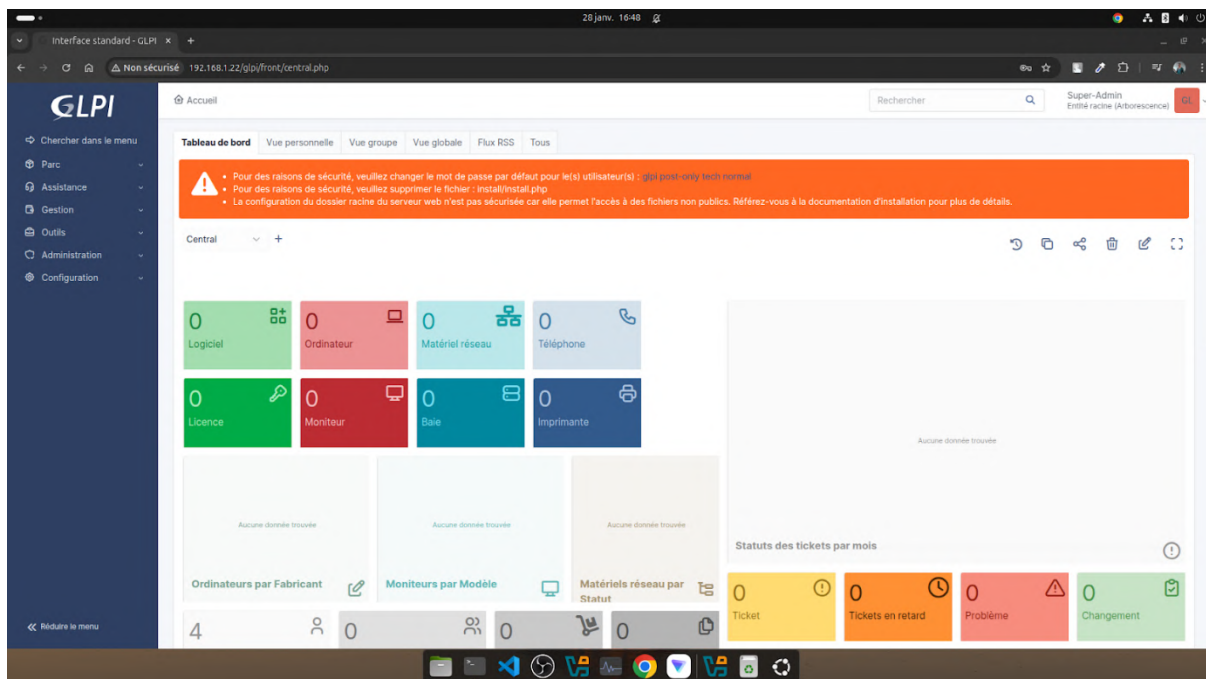 28 janv. 16:48
Interface standard - GLPI
Non sécurisé 192.168.1.22/glpi/front/central.php
GLPI
Accueil
Rechercher
Super-Admin
Entité racine (Arborescence)
GL
Chercher dans le menu
Parc
Assistance
Gestion
Outils
Administration
Configuration
Réduire le menu
Tableau de bord Vue personnelle Vue groupe Vue globale Flux RSS Tous
Pour des raisons de sécurité, veuillez changer le mot de passe par défaut pour le(s) utilisateur(s) : glpi post-only tech normal
Pour des raisons de sécurité, veuillez supprimer le fichier : install/install.php
La configuration du dossier racine du serveur web n'est pas sécurisée car elle permet l'accès à des fichiers non publics. Référez-vous à la documentation d'installation pour plus de détails.
Central
0
Logiciel
0
Ordinateur
0
Matériel réseau
0
Téléphone
0
Licence
0
Moniteur
0
Baie
0
Imprimante
Aucune donnée trouvée
Ordinateurs par Fabricant
Aucune donnée trouvée
Moniteurs par Modèle
Aucune donnée trouvée
Matériels réseau par
Statut
4
0
0
0
Aucune donnée trouvée
Statuts des tickets par mois
0
Ticket
0
Tickets en retard
0
Problème
0
Changement